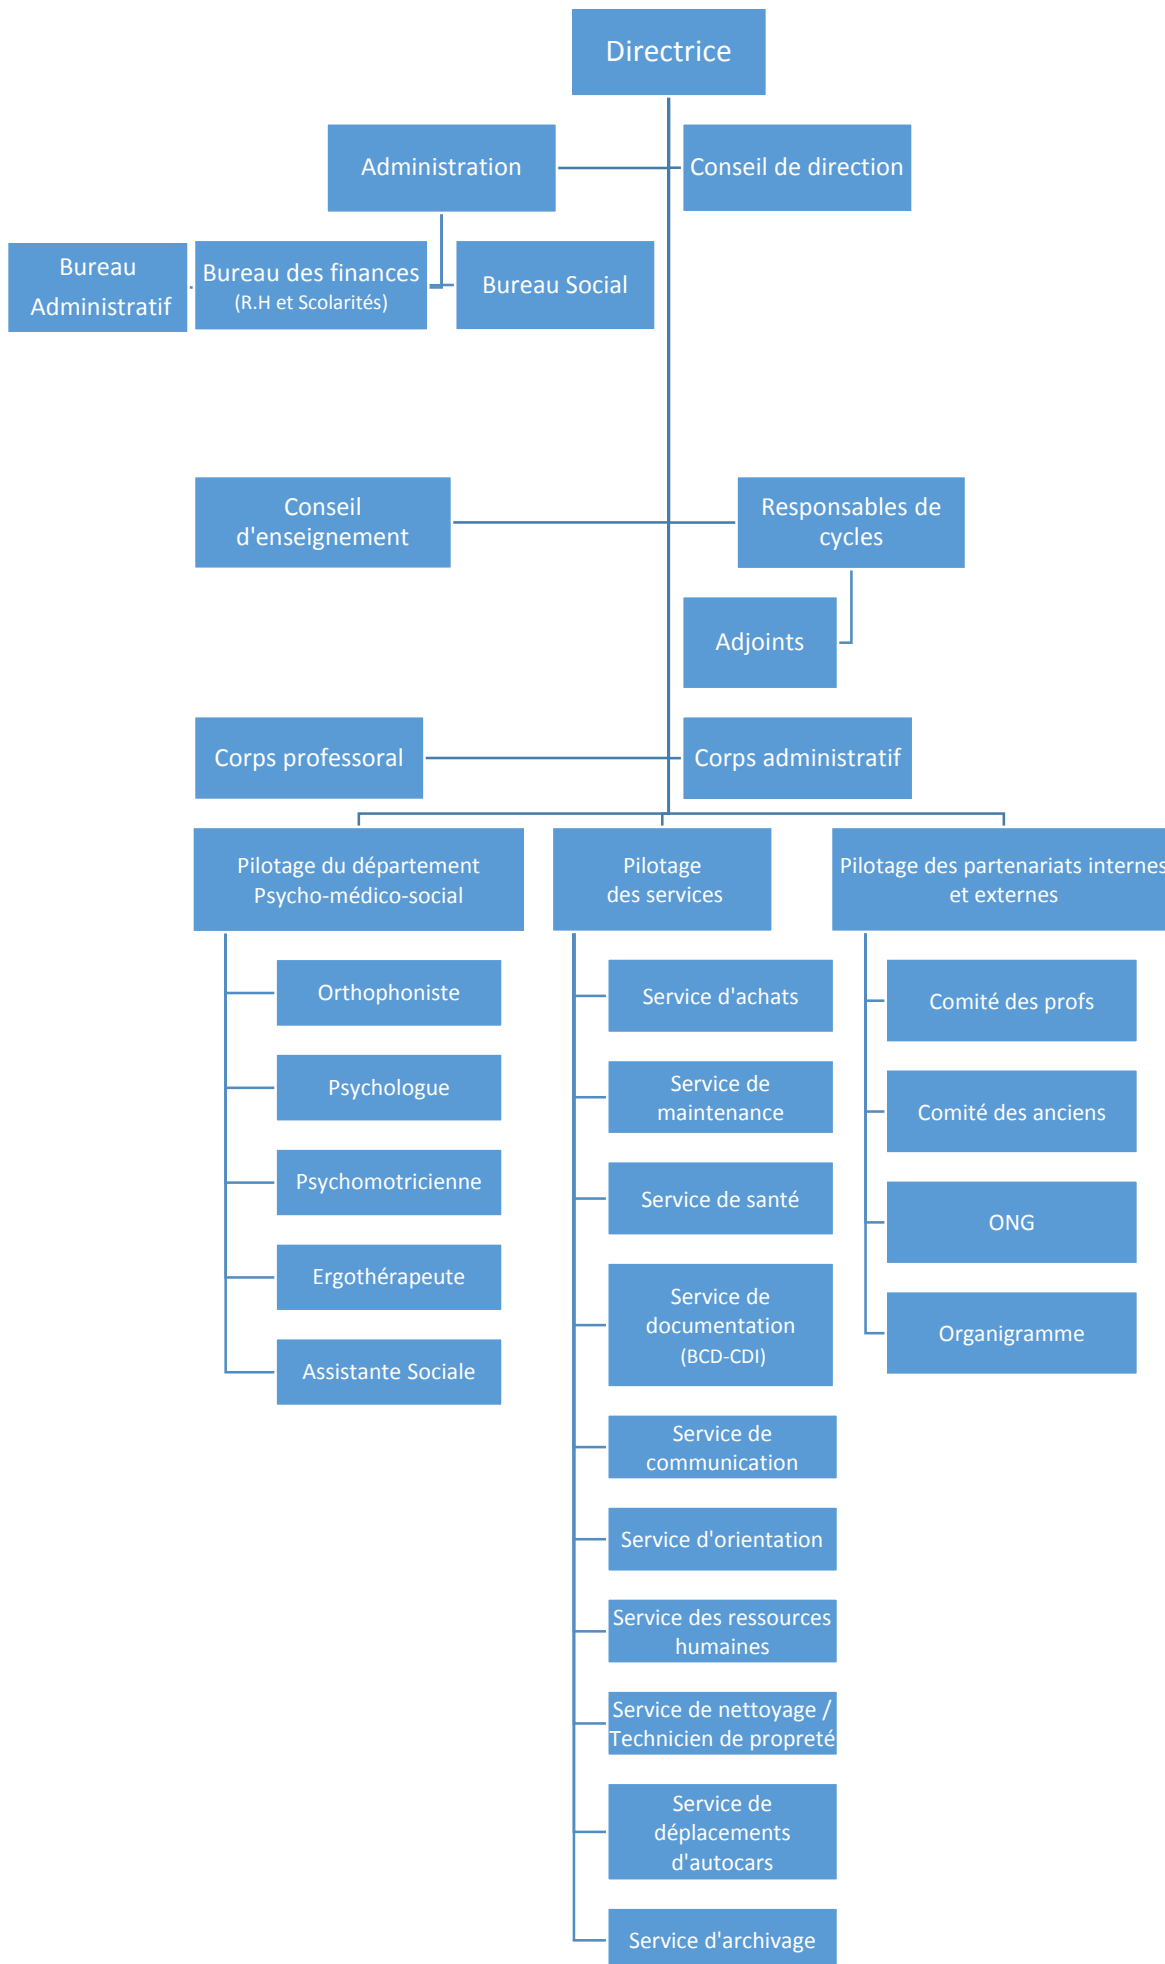 Directrice
Administration
Conseil de direction
Bureau
Administratif
Bureau des finances
(R.H et Scolarités)
Bureau Social
Conseil
d'enseignement
Responsables de
cycles
Adjoints
Corps professoral
Corps administratif
Pilotage du département
Psycho-médico-social
Orthophoniste
Psychologue
Psychomotricienne
Ergothérapeute
Assistante Sociale
Pilotage
des services
Service d'achats
Service de
maintenance
Service de santé
Service de
documentation
(BCD-CDI)
Service de
communication
Service d'orientation
Service des ressources
humaines
Service de nettoyage /
Technicien de propreté
Service de
déplacements
d'autocars
Service d'archivage
Pilotage des partenariats internes
et externes
Comité des profs
Comité des anciens
ONG
Organigramme